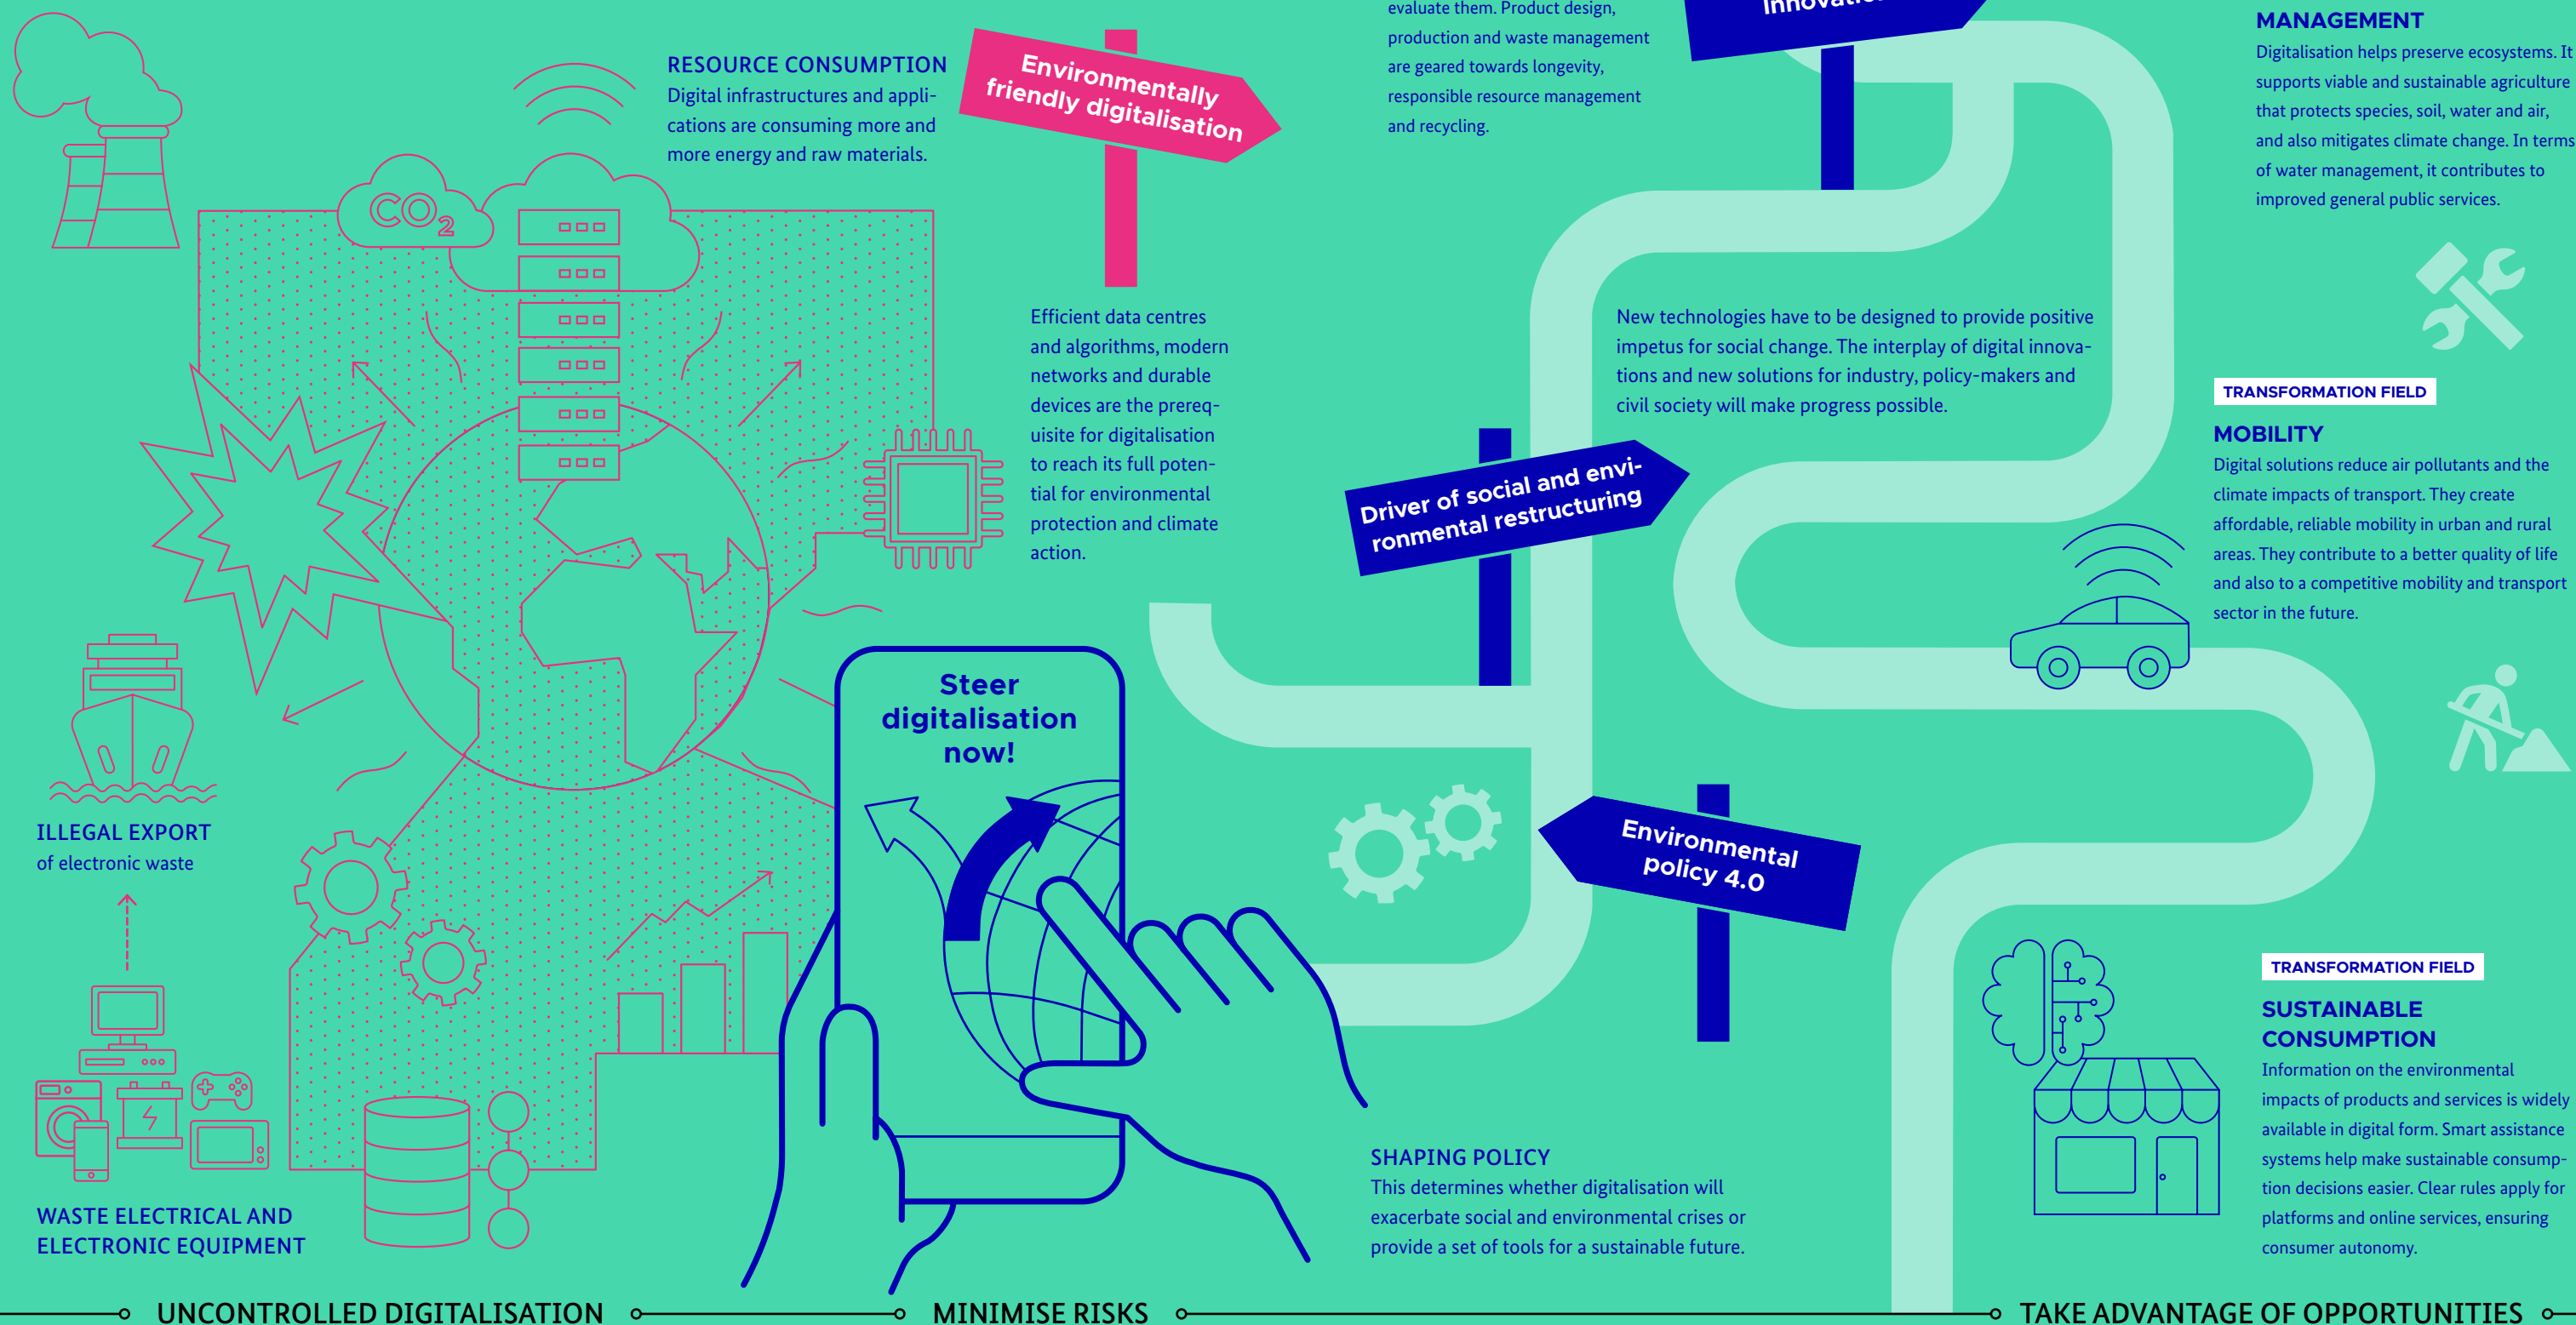 RESOURCE CONSUMPTION
Digital infrastructures and appli-
cations are consuming more and
more energy and raw materials.
CO2
Environmentally
friendly digitalisation
Efficient data centres
and algorithms, modern
networks and durable
devices are the prereq-
uisite for digitalisation
to reach its full poten-
tial for environmental
protection and climate
action.
evaluate them. Product design,
production and waste management
are geared towards longevity,
responsible resource management
and recycling.
New technologies have to be designed to provide positive
impetus for social change. The interplay of digital innova-
tions and new solutions for industry, policy-makers and
civil society will make progress possible.
Driver of social and envi-
ronmental restructuring
Environmental
policy 4.0
MANAGEMENT
Digitalisation helps preserve ecosystems. It
supports viable and sustainable agriculture
that protects species, soil, water and air,
and also mitigates climate change. In terms
of water management, it contributes to
improved general public services.
TRANSFORMATION FIELD
MOBILITY
Digital solutions reduce air pollutants and the
climate impacts of transport. They create
affordable, reliable mobility in urban and rural
areas. They contribute to a better quality of life
and also to a competitive mobility and transport
sector in the future.
TRANSFORMATION FIELD
SUSTAINABLE
CONSUMPTION
Information on the environmental
impacts of products and services is widely
available in digital form. Smart assistance
systems help make sustainable consump-
tion decisions easier. Clear rules apply for
platforms and online services, ensuring
consumer autonomy.
Steer
digitalisation
now!
ILLEGAL EXPORT
of electronic waste
WASTE ELECTRICAL AND
ELECTRONIC EQUIPMENT
SHAPING POLICY
This determines whether digitalisation will
exacerbate social and environmental crises or
provide a set of tools for a sustainable future.
UNCONTROLLED DIGITALISATION
MINIMISE RISKS
TAKE ADVANTAGE OF OPPORTUNITIES